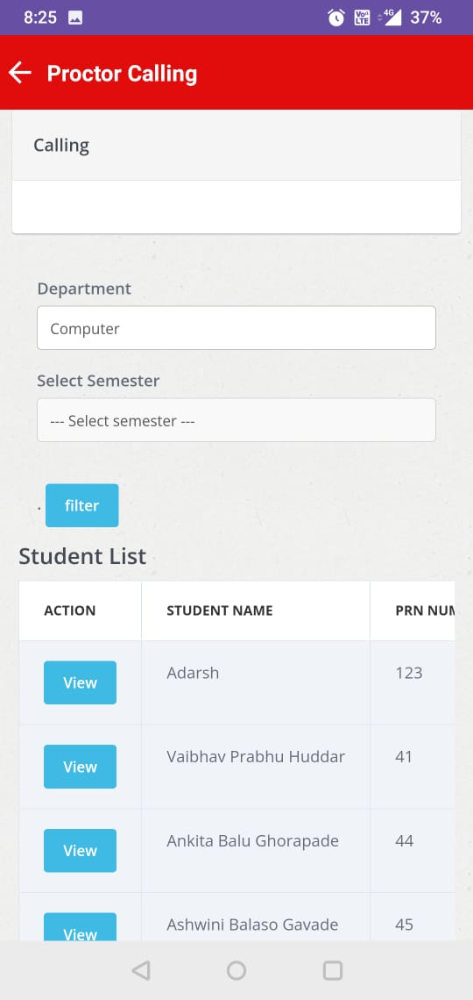 8:25 Vo)) LTE 4G 37%
Proctor Calling
Calling
Department
Computer
Select Semester
--- Select semester ---
. filter
Student List
ACTION STUDENT NAME PRN NUM
View Adarsh 123
View Vaibhav Prabhu Huddar 41
View Ankita Balu Ghorapade 44
View Ashwini Balaso Gavade 45